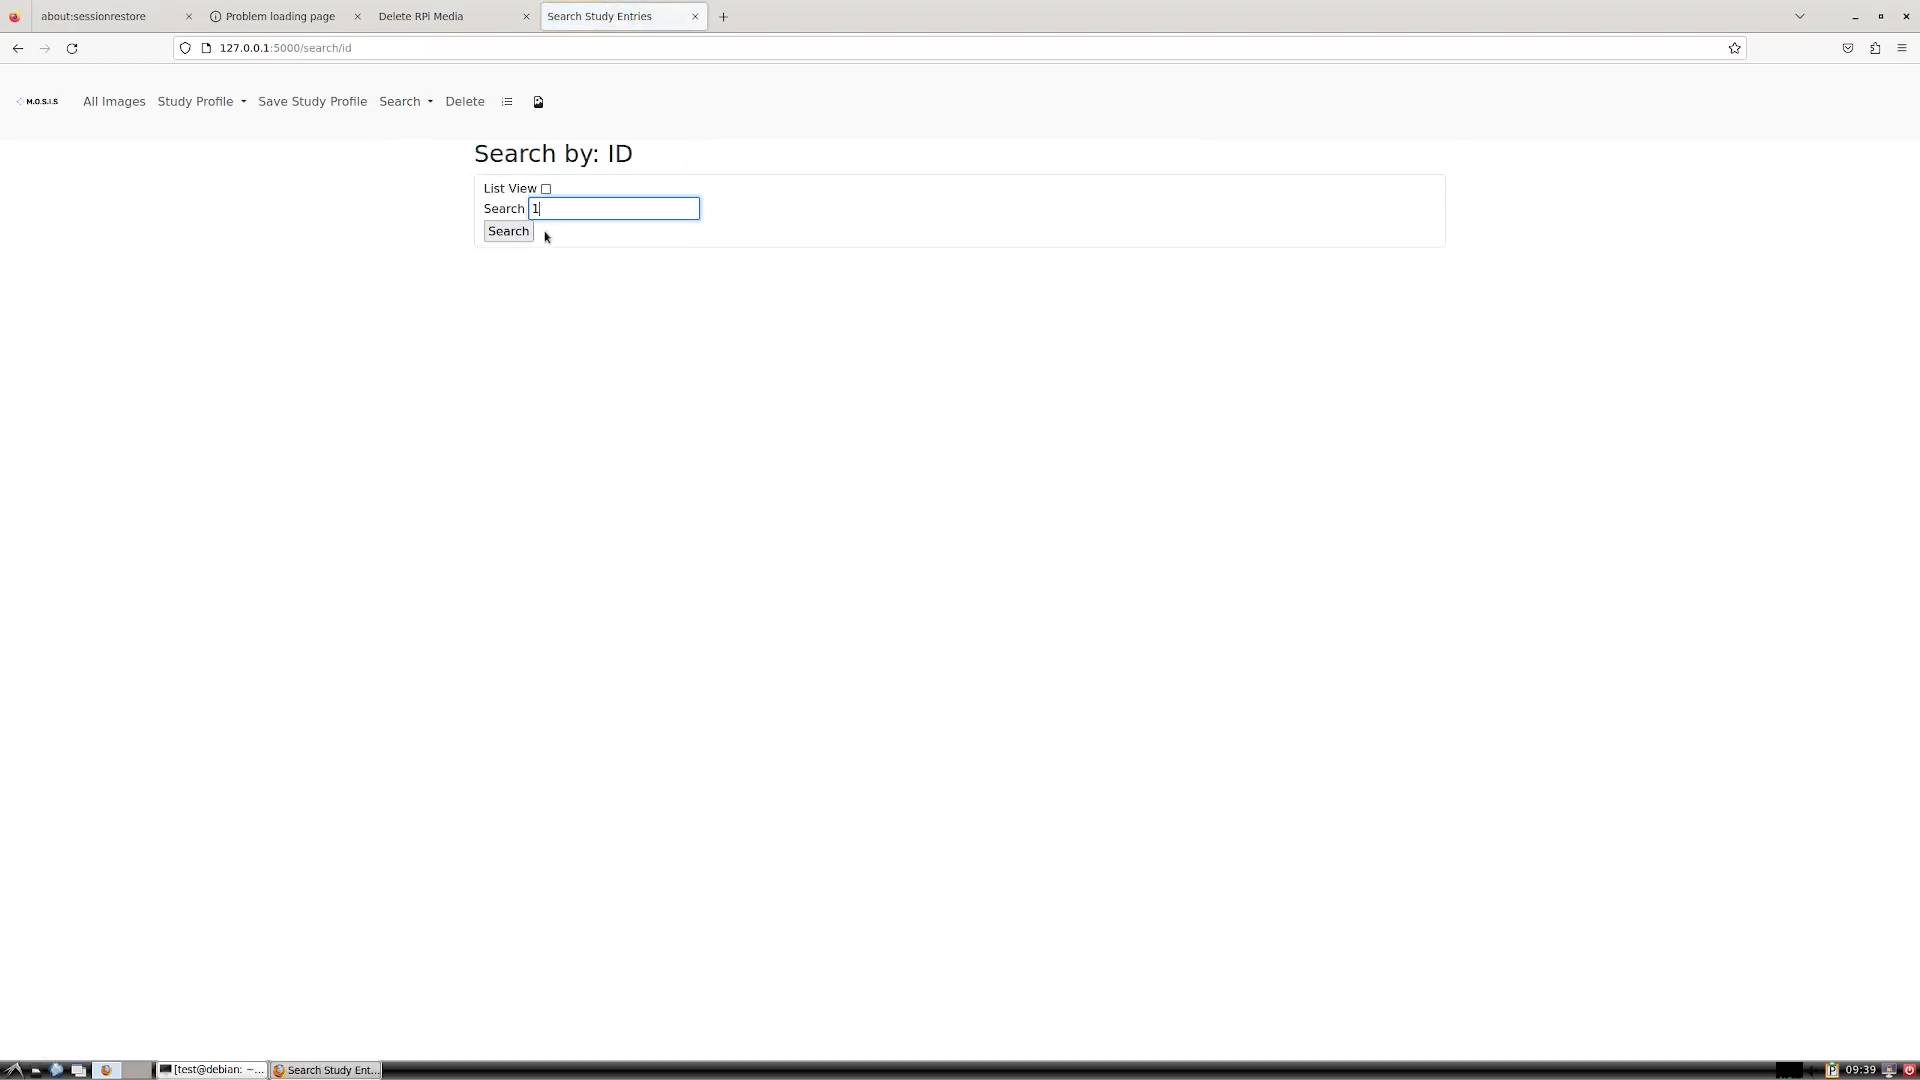 about:sessionrestore
Problem loading page
Delete RPi Media
Search Study Entries
127.0.0.1:5000/search/id
M.O.S.I.S
All Images
Study Profile
Save Study Profile
Search
Delete
Search by: ID
List View
Search 1
Search
[test@debian: ~...
Search Study Ent...
09:39